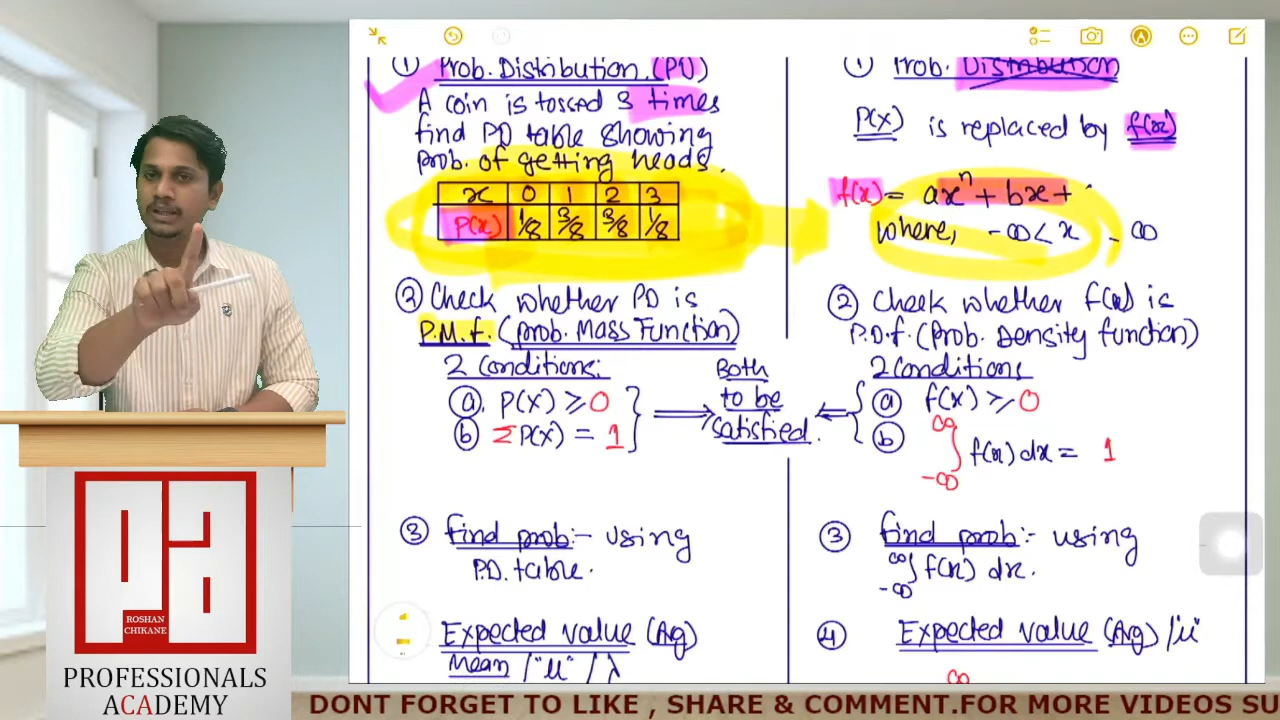 ① Prob. Distribution. (PD)
A coin is tossed 3 times
find PD table showing
prob. of getting heads.
x 0 1 2 3
P(x) 1/8 3/8 3/8 1/8
② Check whether PD is
P.M.f. (prob. Mass Function)
2 Conditions:
ⓐ. P(x) ⩾ 0
ⓑ ΣP(x) = 1
Both
to be
satisfied.
③ find prob:- using
P.D. table.
Expected value (Avg)
Mean / "μ" / λ
① Prob. Distribution
P(x) is replaced by f(x)
f(x) = axⁿ + bx +
where, -∞ < x - ∞
② Check whether f(x) is
P.D.f. (Prob. Density function)
2 Conditions
ⓐ f(x) ⩾ 0
ⓑ ∫_{-∞}^{∞} f(x) dx = 1
③ find prob:- using
∫_{-∞}^{∞} f(x) dx.
④ Expected value (Avg) / "μ"
∞
ROSHAN
CHIKANE
PROFESSIONALS
ACADEMY
DONT FORGET TO LIKE , SHARE & COMMENT.FOR MORE VIDEOS SU